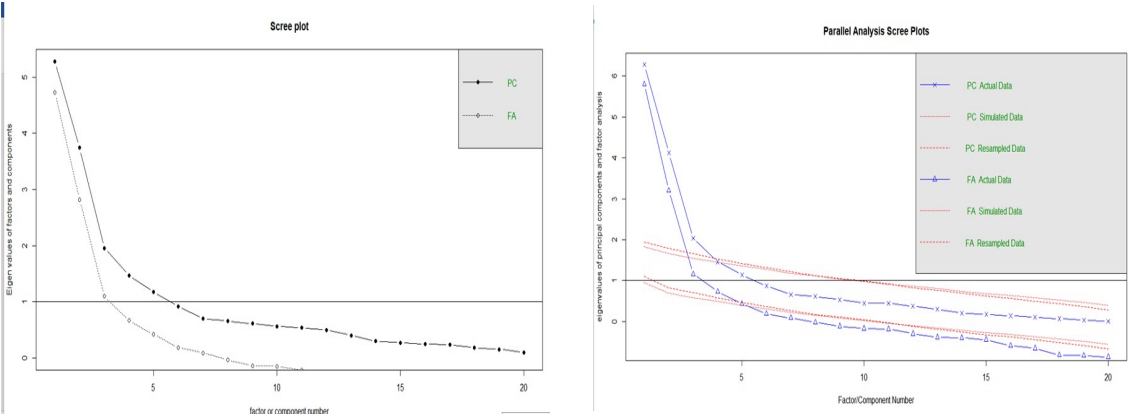 Scree plot
Eigen values of factors and components
5
4
3
2
1
0
PC
FA
5
10
15
20
factor or component number
Parallel Analysis Scree Plots
eigenvalues of principal components and factor analysis
6
5
4
3
2
1
0
PC Actual Data
PC Simulated Data
PC Resampled Data
FA Actual Data
FA Simulated Data
FA Resampled Data
5
10
15
20
Factor/Component Number